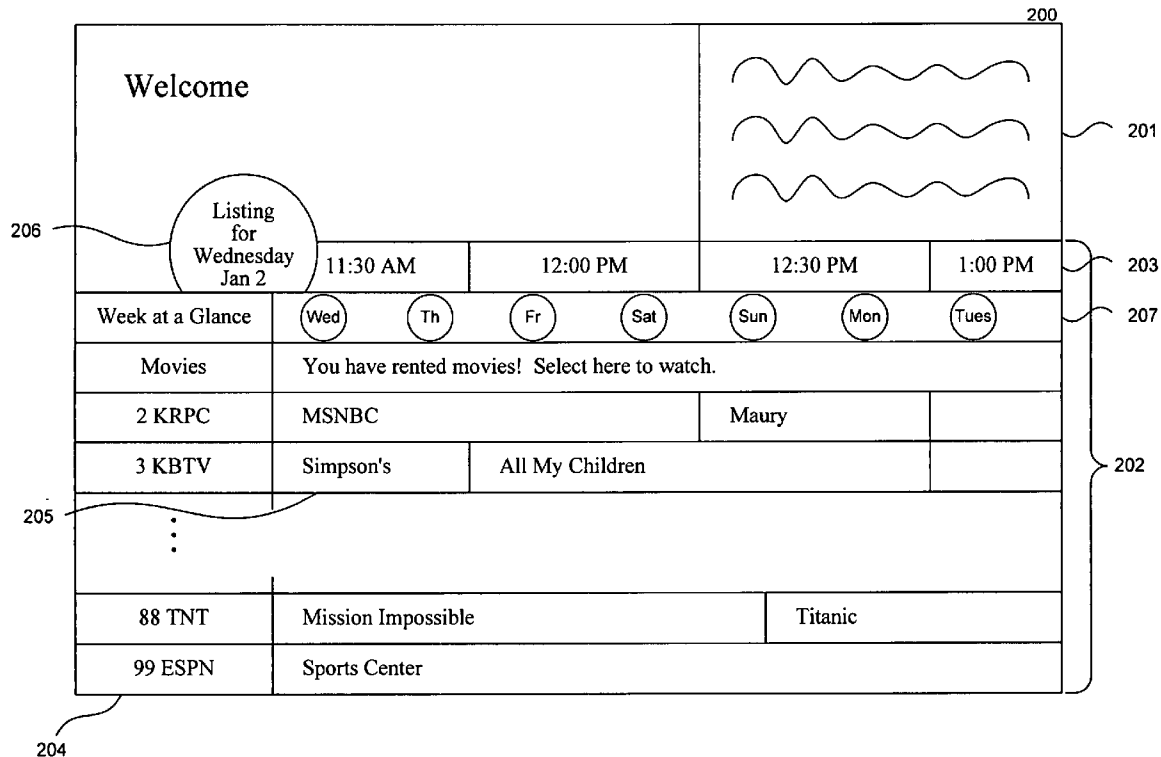 200
Welcome
201
206
Listing
for
Wednesday
Jan 2
11:30 AM 12:00 PM 12:30 PM 1:00 PM
203
Week at a Glance Wed Th Fr Sat Sun Mon Tues
207
Movies You have rented movies! Select here to watch.
2 KRPC MSNBC Maury
3 KBTV Simpson's All My Children
202
205
88 TNT Mission Impossible Titanic
99 ESPN Sports Center
204